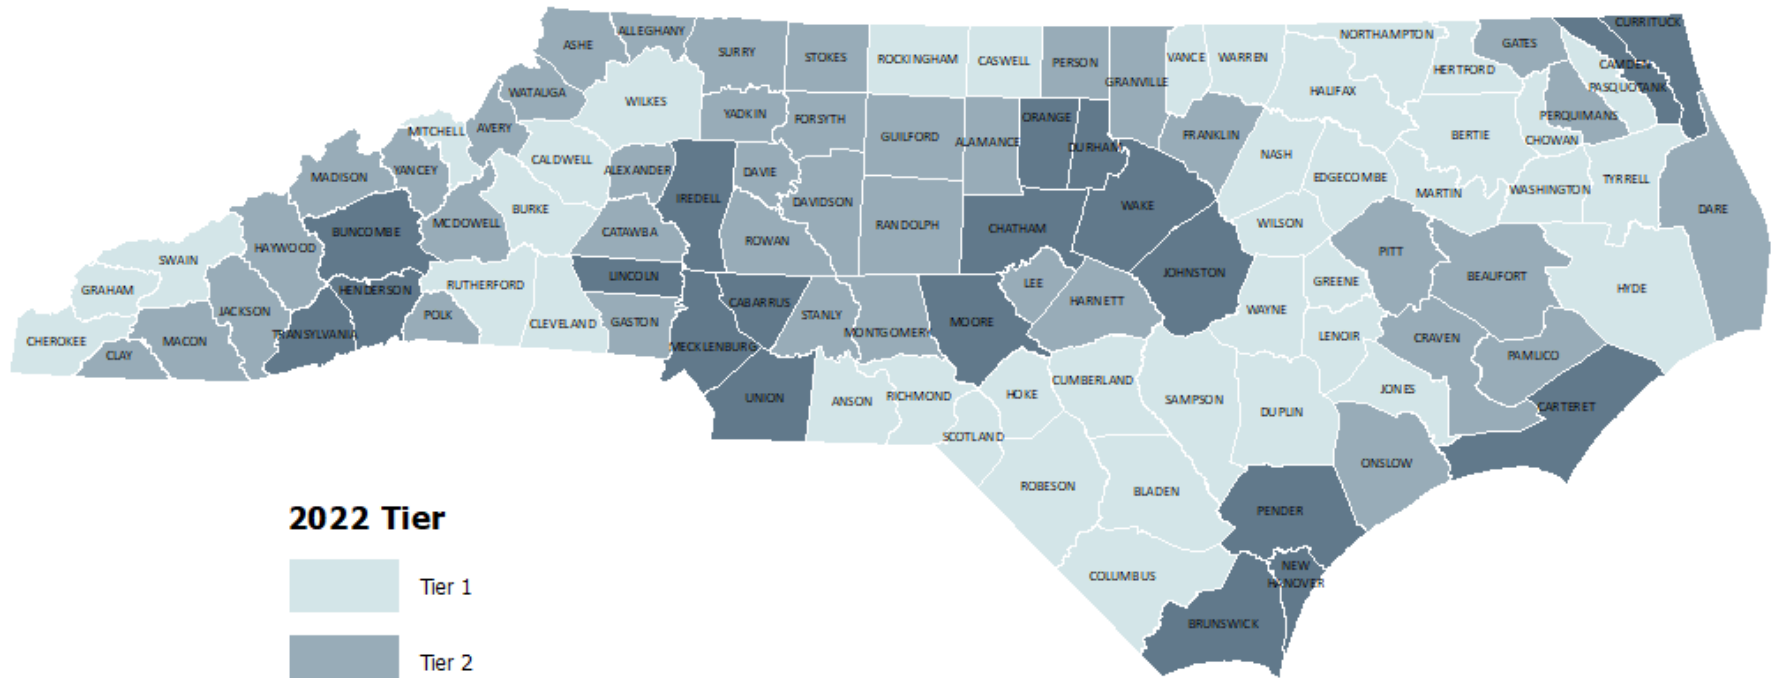 CURRITUCK
ALLEGHANY
NORTHAMPTON
ASHE
GATES
SURRY
STOKES
ROCKINGHAM
CASWELL
PERSON
VANCE
WARREN
CAMDEN
HERTFORD
GRANVILLE
PASQUOTANK
HALIFAX
WATAUGA
WILKES
YADKIN
FORSYTH
ORANGE
PERQUIMANS
MITCHELL
AVERY
GUILFORD
ALAMANCE
DURHAM
FRANKLIN
BERTIE
CHOWAN
CALDWELL
NASH
YANCEY
ALEXANDER
DAVIE
MADISON
EDGECOMBE
TYRRELL
WASHINGTON
MARTIN
IREDELL
DAVIDSON
WAKE
BURKE
DARE
MCDOWELL
RANDOLPH
CHATHAM
WILSON
BUNCOMBE
CATAWBA
ROWAN
HAYWOOD
PITT
SWAIN
JOHNSTON
LINCOLN
BEAUFORT
GREENE
LEE
RUTHERFORD
GRAHAM
HENDERSON
HYDE
CABARRUS
HARNETT
WAYNE
JACKSON
POLK
STANLY
MOORE
CLEVELAND
GASTON
MONTGOMERY
TRANSYLVANIA
LENOIR
CRAVEN
CHEROKEE
MACON
MECKLENBURG
CLAY
PAMLICO
CUMBERLAND
JONES
HOKE
RICHMOND
UNION
ANSON
SAMPSON
CARTERET
DUPLIN
SCOTLAND
ONSLOW
ROBESON
BLADEN
PENDER
NEW
HANOVER
COLUMBUS
BRUNSWICK
2022 Tier
Tier 1
Tier 2